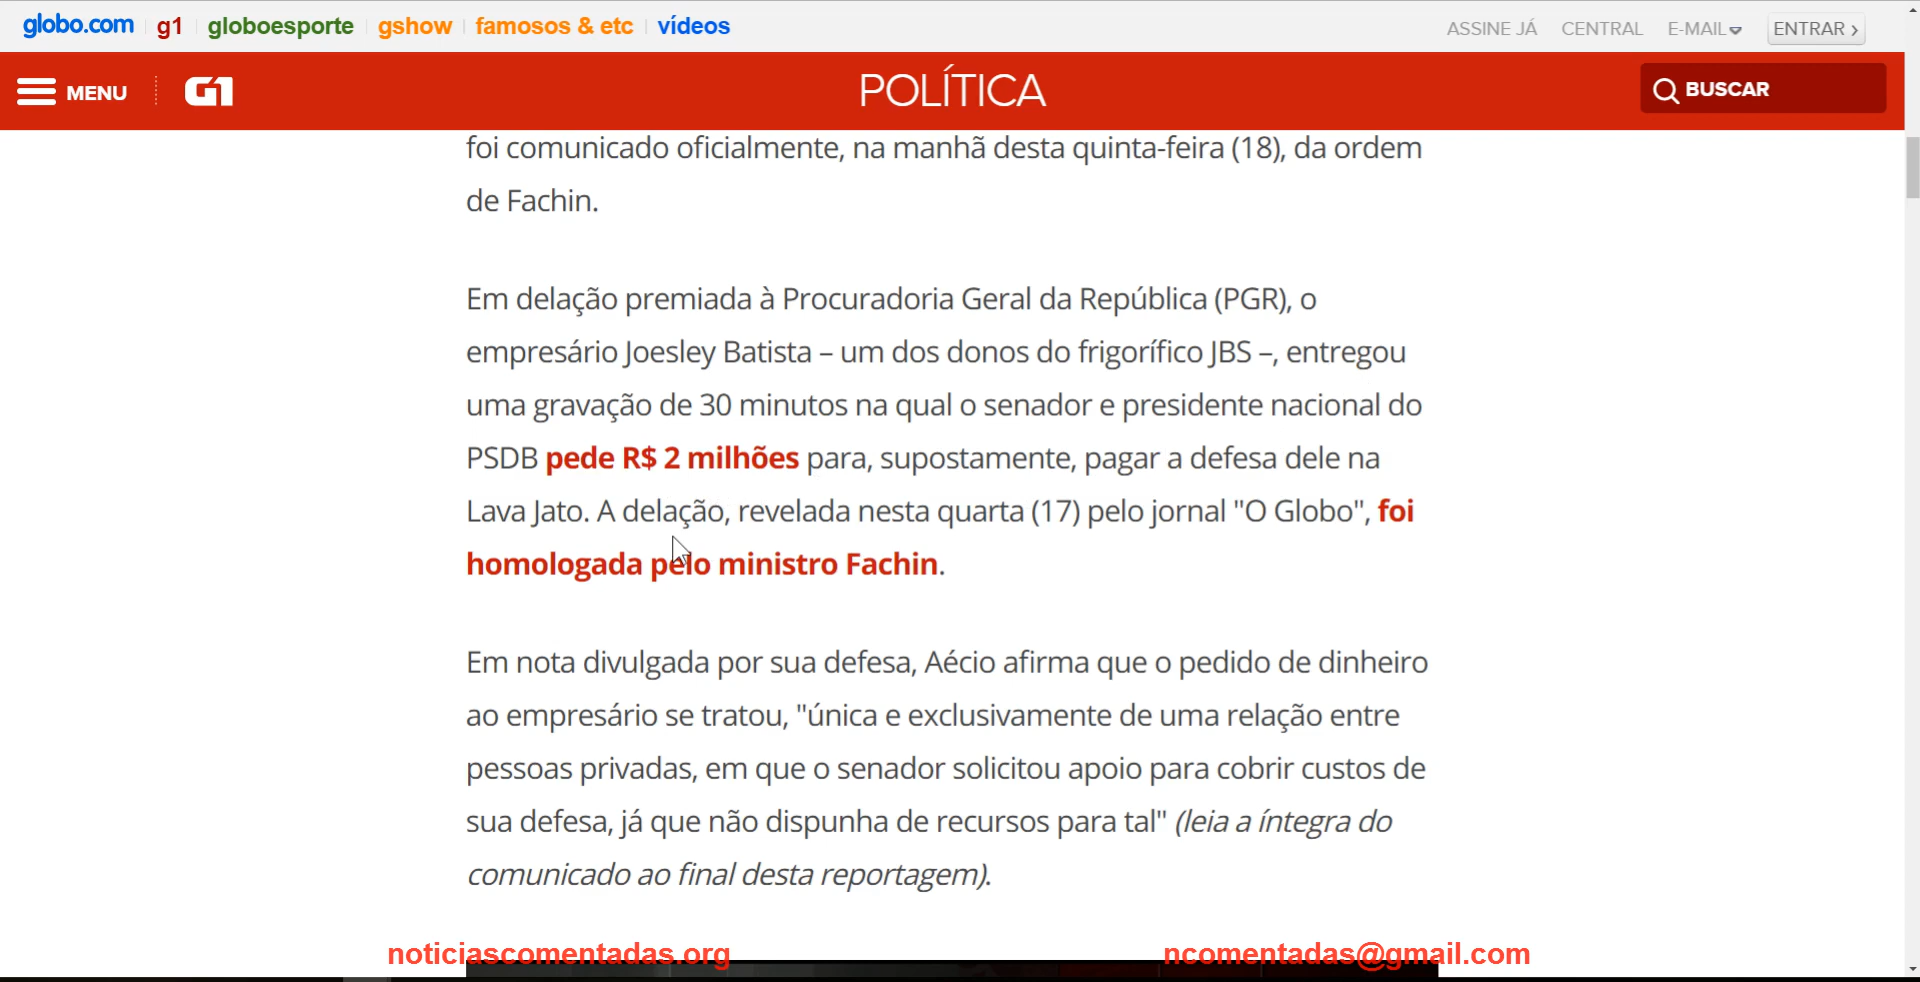 globo.com g1 globoesporte gshow famosos & etc vídeos ASSINE JÁ CENTRAL E-MAIL ENTRAR ›
MENU G1 POLÍTICA BUSCAR
foi comunicado oficialmente, na manhã desta quinta-feira (18), da ordem
de Fachin.
Em delação premiada à Procuradoria Geral da República (PGR), o
empresário Joesley Batista – um dos donos do frigorífico JBS –, entregou
uma gravação de 30 minutos na qual o senador e presidente nacional do
PSDB pede R$ 2 milhões para, supostamente, pagar a defesa dele na
Lava Jato. A delação, revelada nesta quarta (17) pelo jornal "O Globo", foi
homologada pelo ministro Fachin.
Em nota divulgada por sua defesa, Aécio afirma que o pedido de dinheiro
ao empresário se tratou, "única e exclusivamente de uma relação entre
pessoas privadas, em que o senador solicitou apoio para cobrir custos de
sua defesa, já que não dispunha de recursos para tal" (leia a íntegra do
comunicado ao final desta reportagem).
noticiascomentadas.org ncomentadas@gmail.com